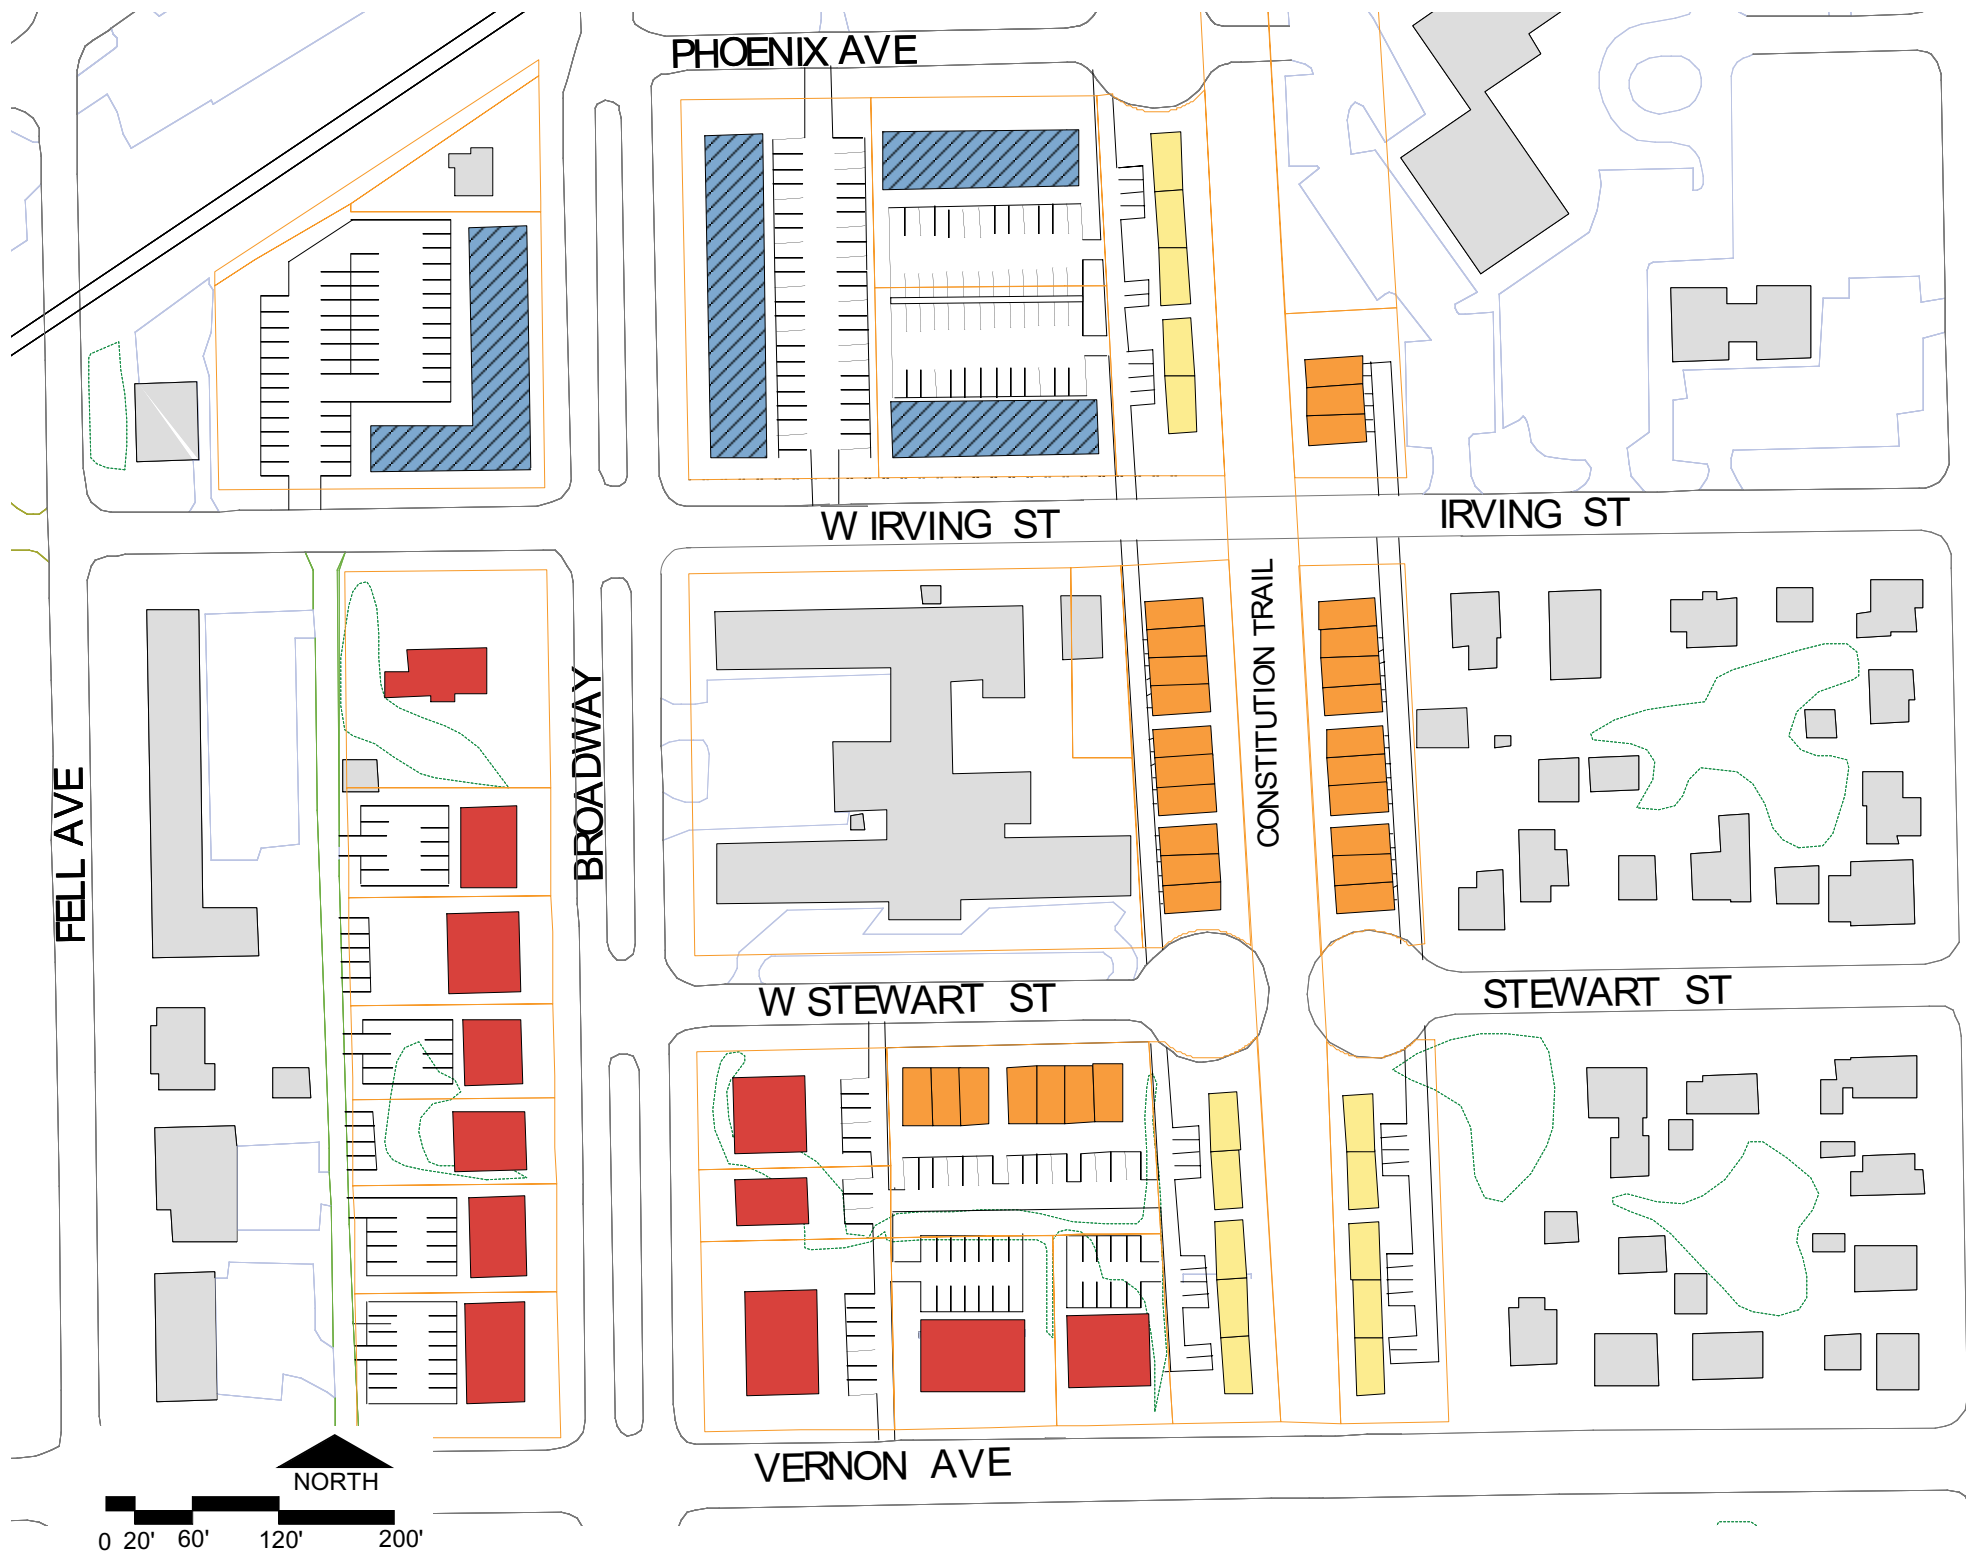 PHOENIX AVE
W IRVING ST
IRVING ST
CONSTITUTION TRAIL
BROADWAY
FELL AVE
W STEWART ST
STEWART ST
VERNON AVE
NORTH
0 20' 60' 120' 200'